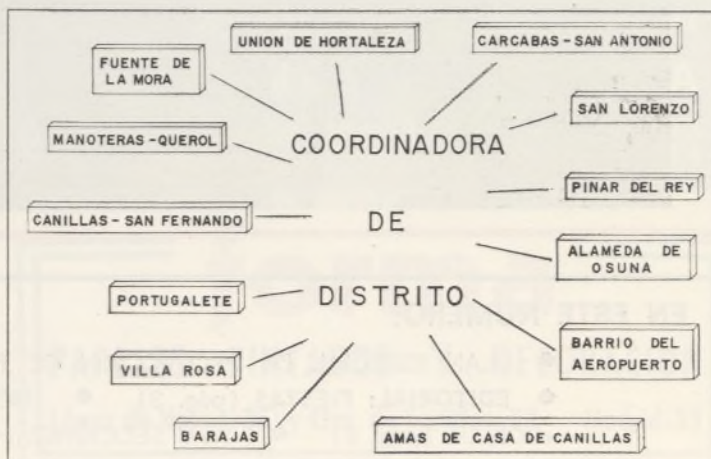 UNION DE HORTALEZA
CARCABAS-SAN ANTONIO
FUENTE DE
LA MORA
SAN LORENZO
MANOTERAS-QUEROL
COORDINADORA
PINAR DEL REY
CANILLAS-SAN FERNANDO
DE
ALAMEDA DE
OSUNA
PORTUGALETE
DISTRITO
BARRIO DEL
AEROPUERTO
VILLA ROSA
BARAJAS
AMAS DE CASA DE CANILLAS
EN ESTE NUMERO: